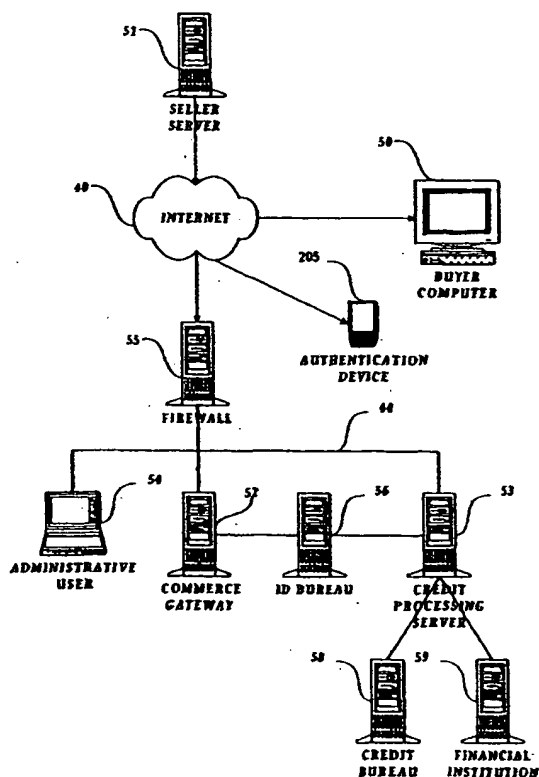 51
SELLER
SERVER
50
40
INTERNET
BUYER
COMPUTER
205
AUTHENTICATION
DEVICE
55
FIREWALL
44
54
52
56
53
ADMINISTRATIVE
USER
COMMERCE
GATEWAY
ID BUREAU
CREDIT
PROCESSING
SERVER
58
59
CREDIT
BUREAU
FINANCIAL
INSTITUTION